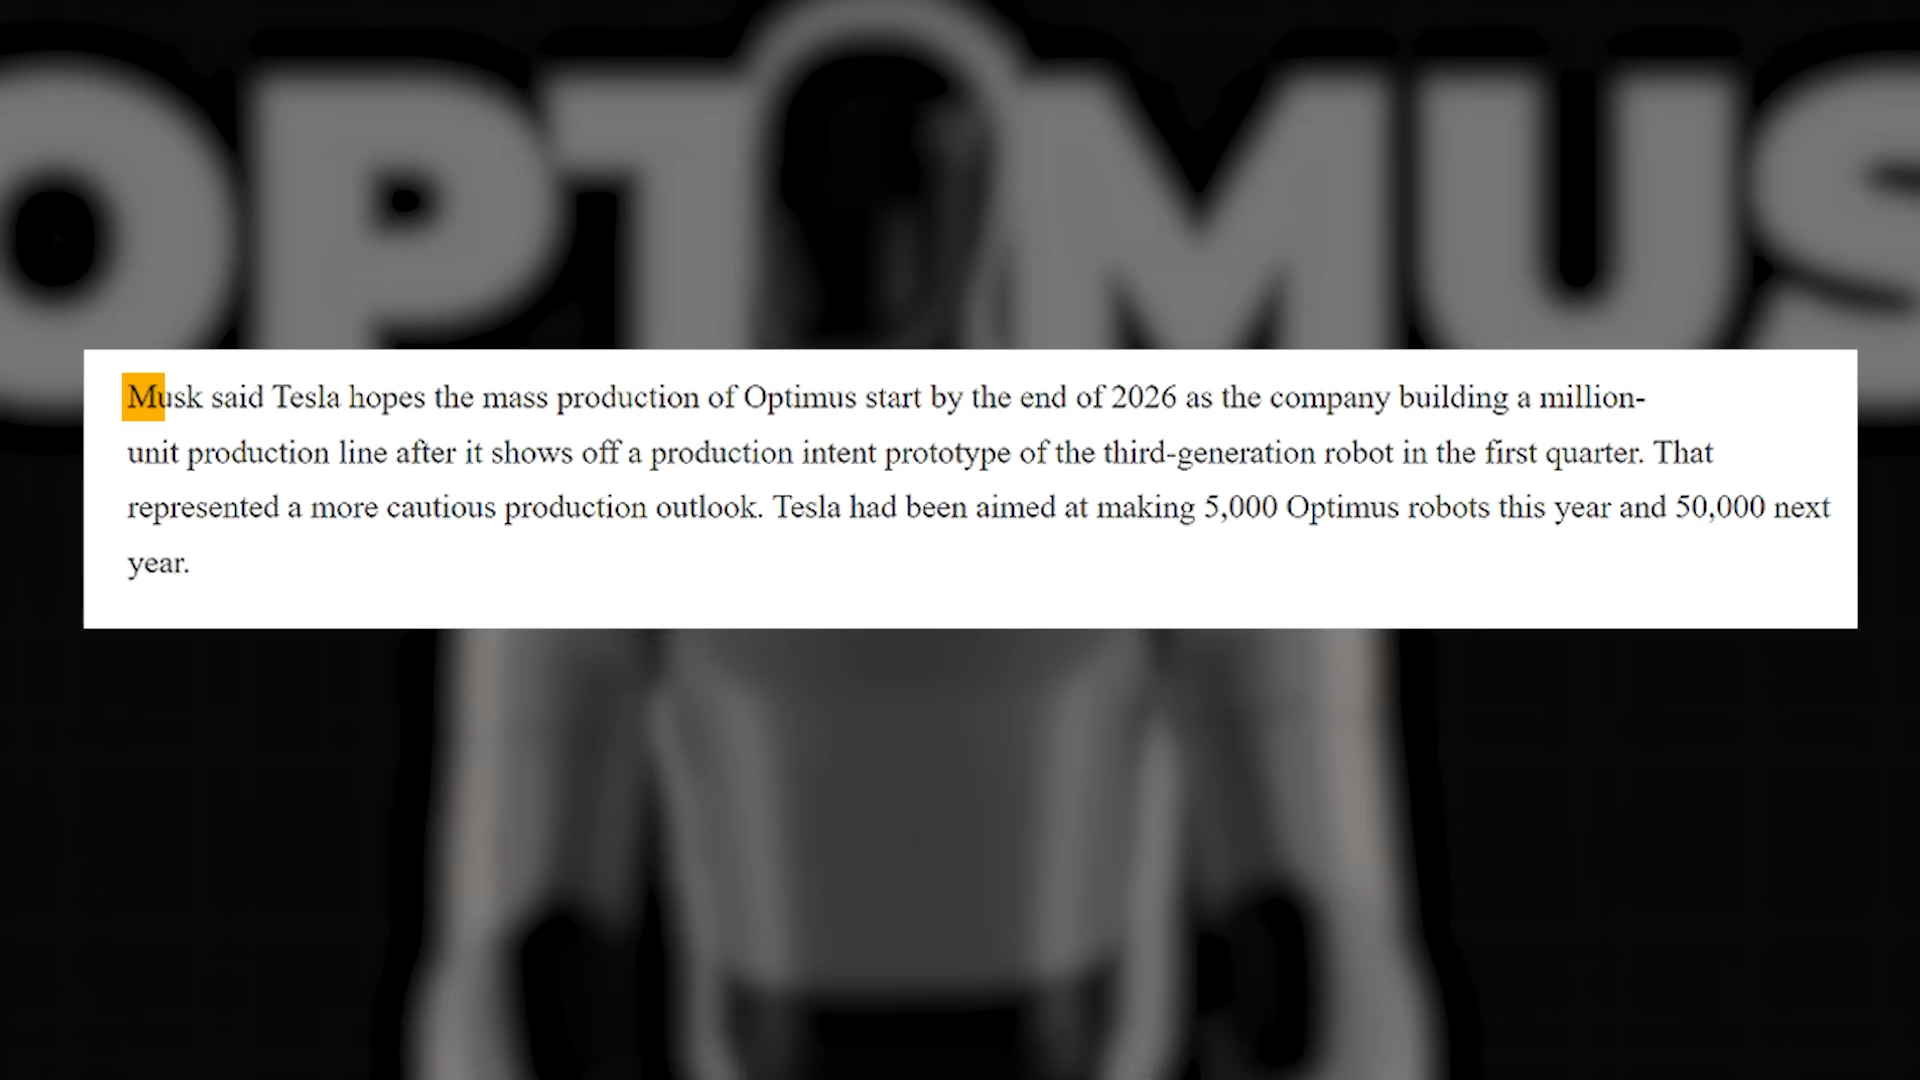 OPTIMUS
Musk said Tesla hopes the mass production of Optimus start by the end of 2026 as the company building a million-
unit production line after it shows off a production intent prototype of the third-generation robot in the first quarter. That
represented a more cautious production outlook. Tesla had been aimed at making 5,000 Optimus robots this year and 50,000 next
year.